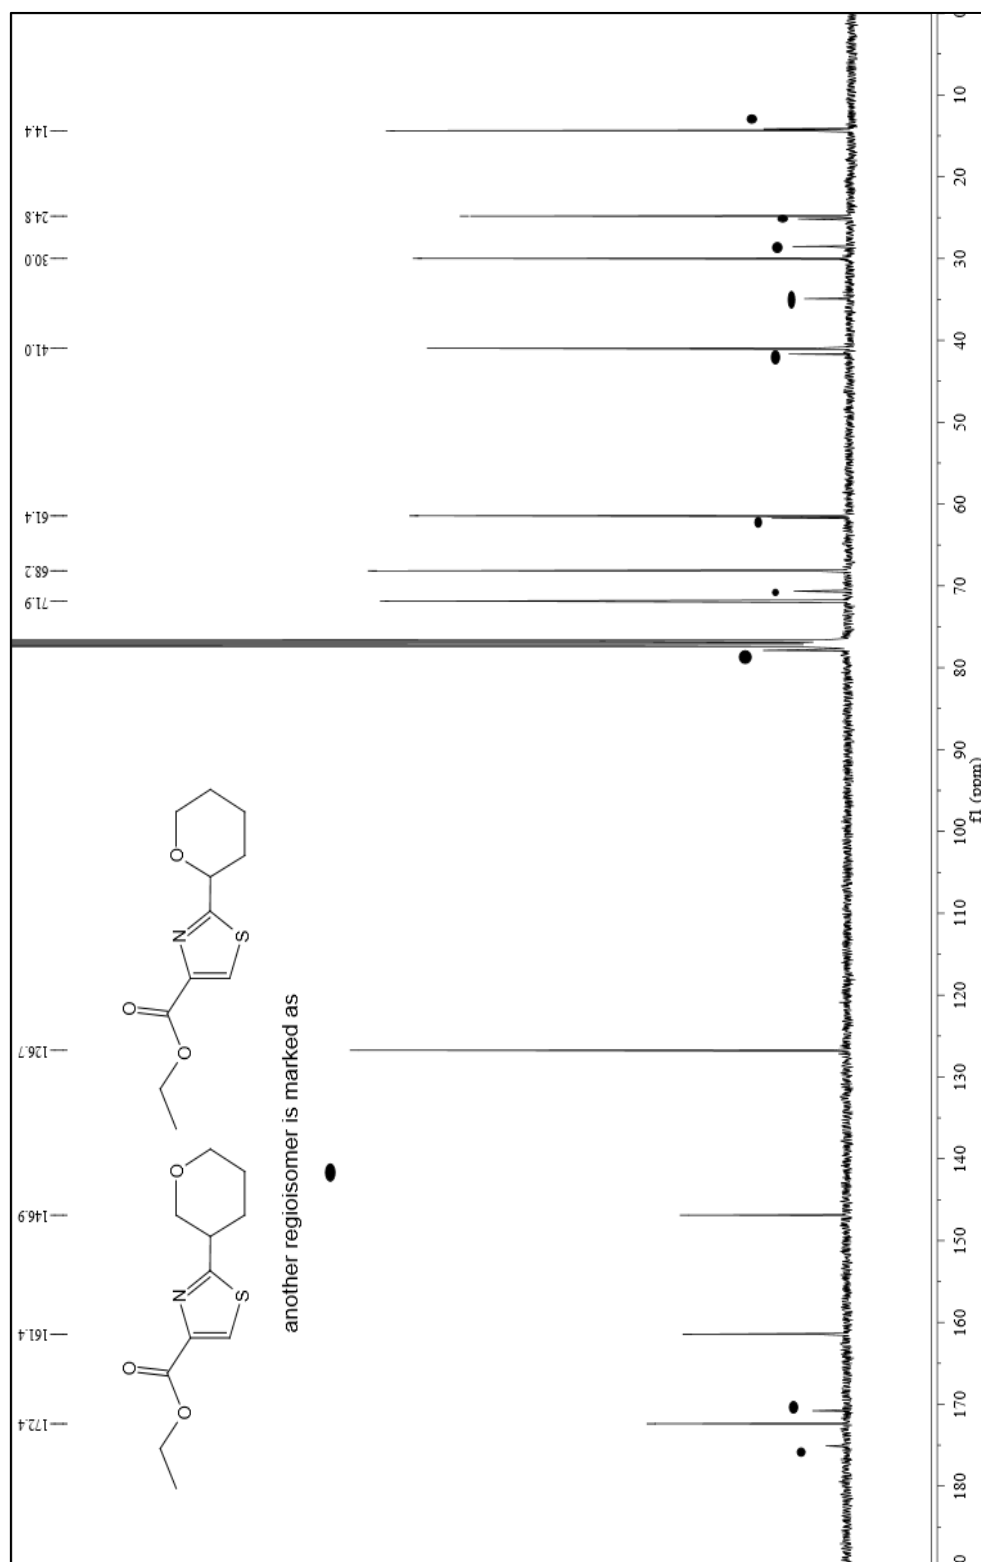 172.4 161.4 146.9 126.7 71.9 68.2 61.4 41.0 30.0 24.8 14.4
O O
O N O O N O
S S
another regioisomer is marked as
180 170 160 150 140 130 120 110 100 90 80 70 60 50 40 30 20 10
f1 (ppm)